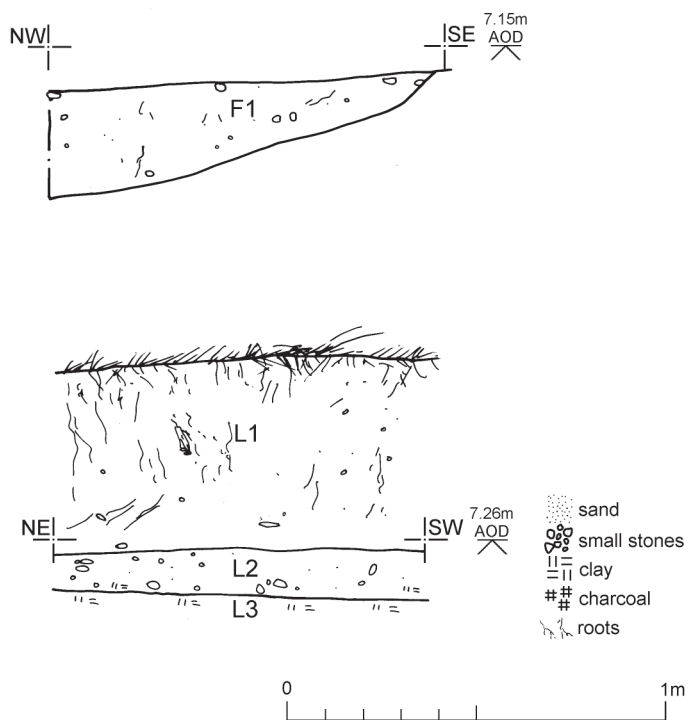 NW
SE
7.15m
AOD
F1
L1
NE
SW
7.26m
AOD
L2
L3
sand
small stones
clay
charcoal
roots
0
1m